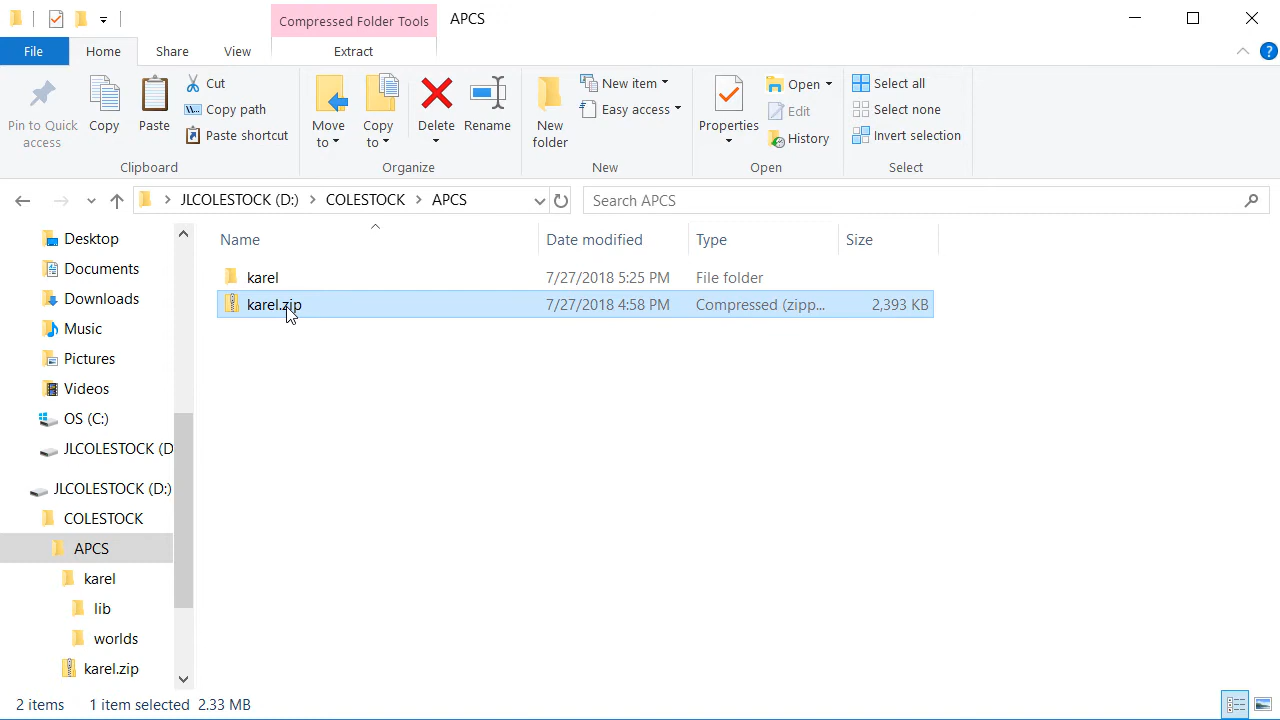 Compressed Folder Tools
APCS
File
Home
Share
View
Extract
Pin to Quick access
Copy
Paste
Cut
Copy path
Paste shortcut
Clipboard
Move to
Copy to
Delete
Rename
Organize
New folder
New item
Easy access
New
Properties
Open
Edit
History
Open
Select all
Select none
Invert selection
Select
JLCOLESTOCK (D:) > COLESTOCK > APCS
Search APCS
Name Date modified Type Size
karel 7/27/2018 5:25 PM File folder
karel.zip 7/27/2018 4:58 PM Compressed (zipp... 2,393 KB
Desktop
Documents
Downloads
Music
Pictures
Videos
OS (C:)
JLCOLESTOCK (D
JLCOLESTOCK (D:)
COLESTOCK
APCS
karel
lib
worlds
karel.zip
2 items 1 item selected 2.33 MB